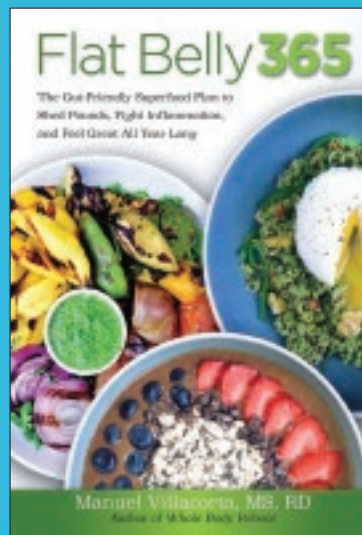 Flat Belly 365
The Gut-Friendly Superfood Plan to
Shed Pounds, Fight Inflammation,
and Feel Great All Year Long
Manuel Villacorta, MS, RD
Author of Whole Body Reboot